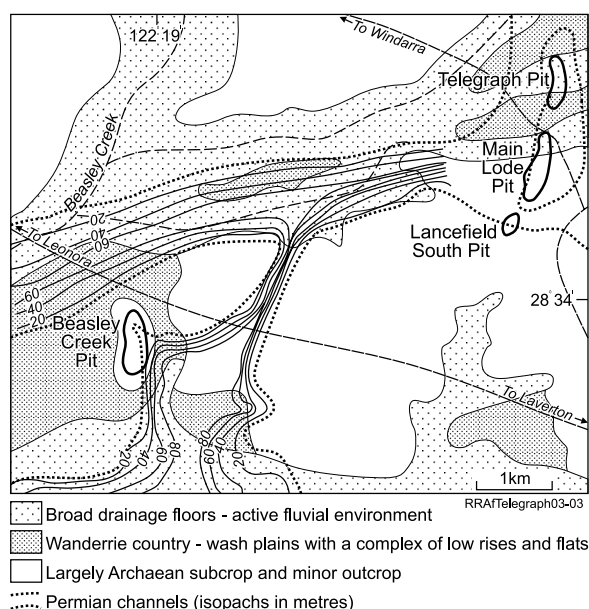 122 19'
To Windarra
Telegraph Pit
Beasley Creek
Main
Lode
Pit
Lancefield
South Pit
20
40
60
To Leonora
28 34'
60
40
20
Beasley
Creek
Pit
To Laverton
20
40
60
80
80
60
40
20
1km
RRAfTelegraph03-03
Broad drainage floors - active fluvial environment
Wanderrie country - wash plains with a complex of low rises and flats
Largely Archaean subcrop and minor outcrop
Permian channels (isopachs in metres)